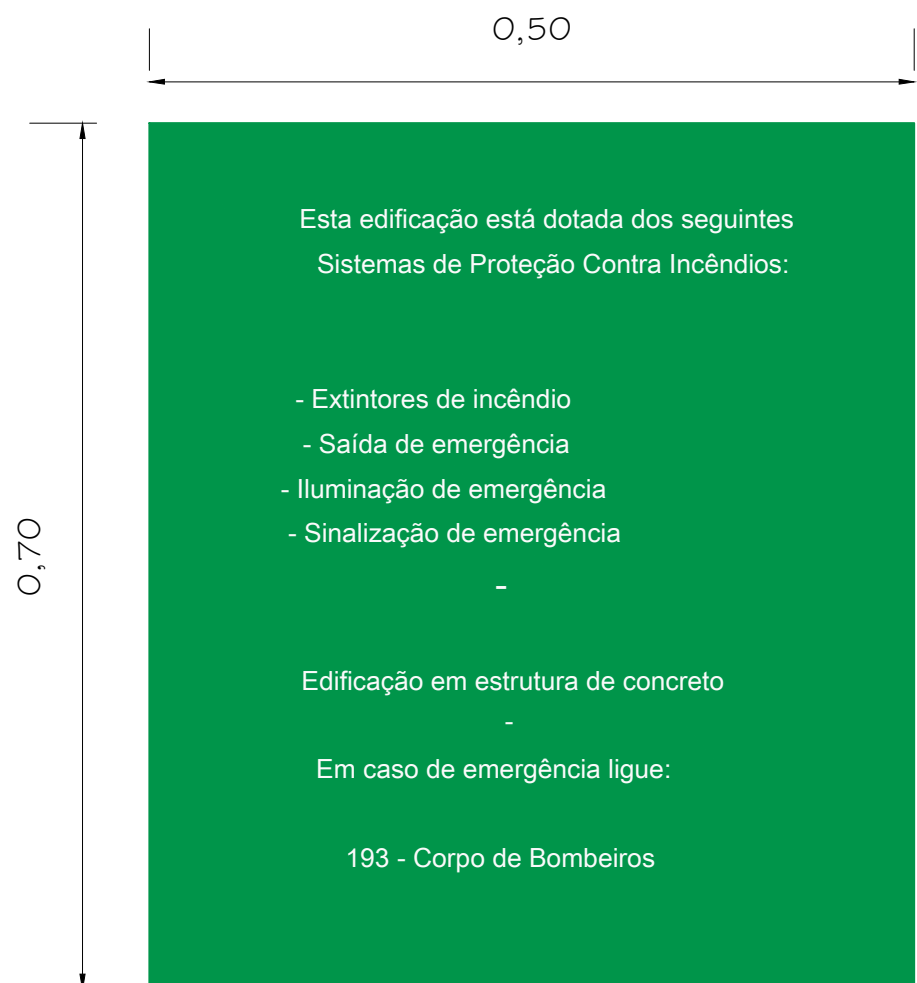 0,50
Esta edificação está dotada dos seguintes
Sistemas de Proteção Contra Incêndios:
- Extintores de incêndio
- Saída de emergência
- Iluminação de emergência
- Sinalização de emergência
-
0,70
Edificação em estrutura de concreto
-
Em caso de emergência ligue:
193 - Corpo de Bombeiros